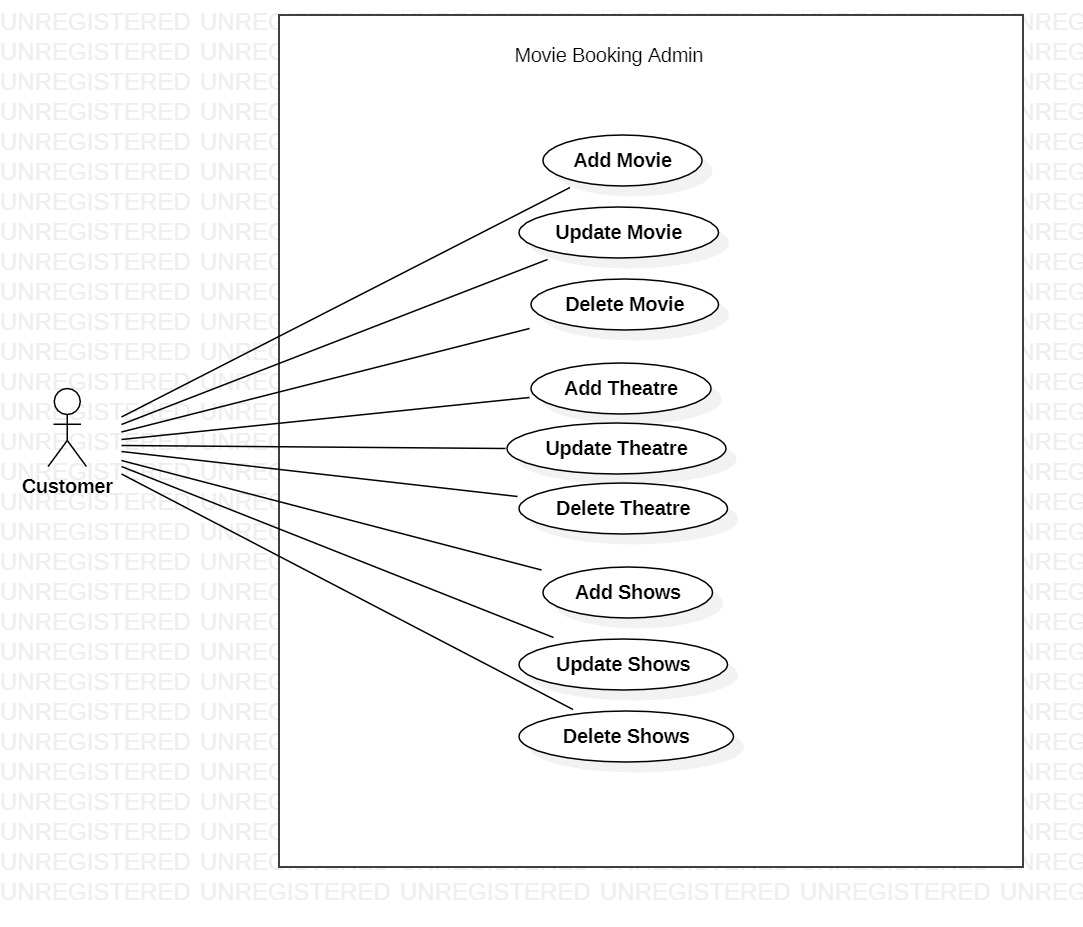 Movie Booking Admin
Add Movie
Update Movie
Delete Movie
Add Theatre
Update Theatre
Delete Theatre
Customer
Add Shows
Update Shows
Delete Shows
UNREGISTERED UNREGISTERED UNREGISTERED UNREGISTERED UNREGISTERED UNREG